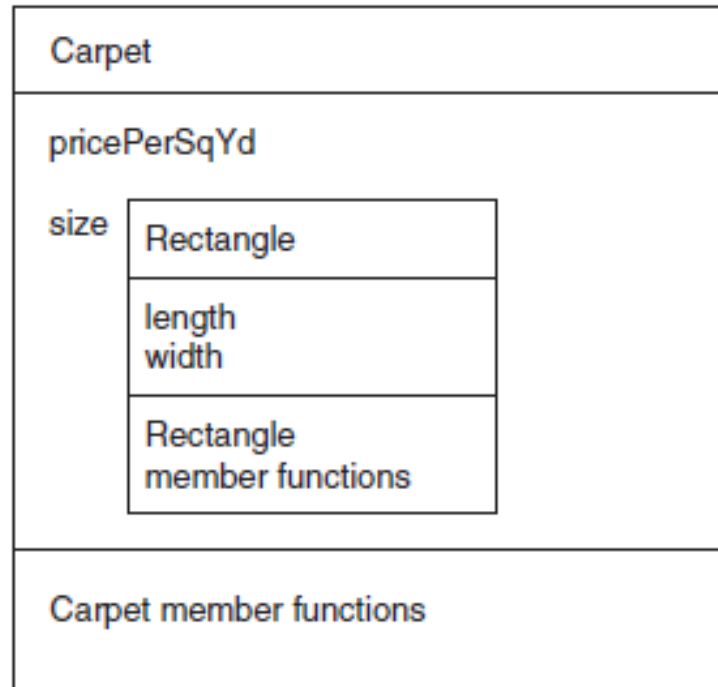 Carpet
pricePerSqYd
size
Rectangle
length
width
Rectangle
member functions
Carpet member functions